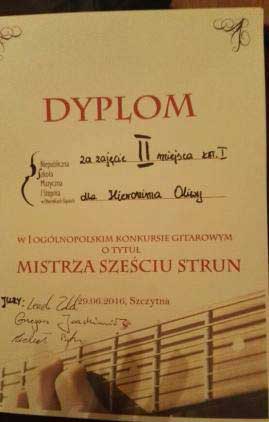 DYPLOM
Niepubliczna
Szkoła
Muzyczna
I Stopnia
za zajęcie II miejsca kat. I
dla Hieronima Oliwy
W I OGÓLNOPOLSKIM KONKURSIE GITAROWYM
O TYTUŁ
MISTRZA SZEŚCIU STRUN
JURY:
29.06.2016, Szczytna
Grzegorz